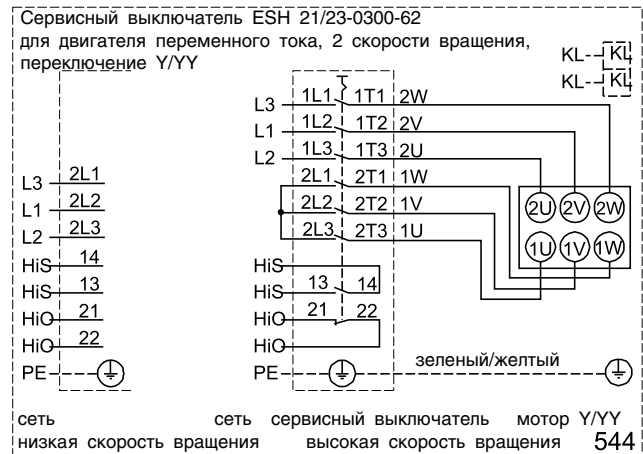 Сервисный выключатель ESH 21/23-0300-62
для двигателя переменного тока, 2 скорости вращения,
переключение Y/YY
KL-- KL
KL-- KL
L3 1L1 1T1 2W
L1 1L2 1T2 2V
L2 1L3 1T3 2U
L3 2L1 2L1 2T1 1W
L1 2L2 2L2 2T2 1V 2U 2V 2W
L2 2L3 2L3 2T3 1U 1U 1V 1W
HiS 14 HiS
HiS 13 HiS 13 14
HiO 21 HiO 21 22
HiO 22 HiO
PE PE зеленый/желтый
сеть сеть сервисный выключатель мотор Y/YY
низкая скорость вращения высокая скорость вращения 544